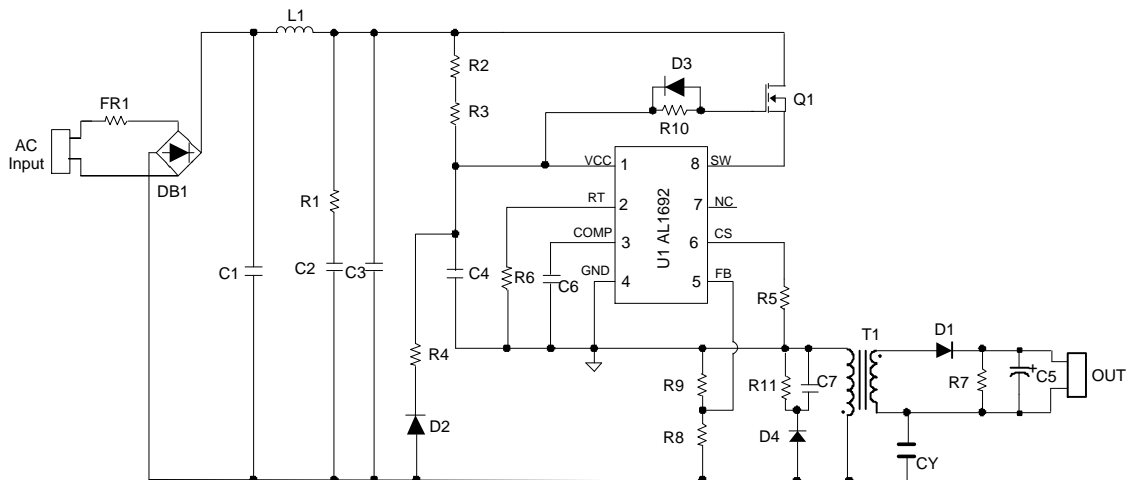 L1
FR1
AC
Input
DB1
C1
R1
C2
C3
R2
R3
D3
R10
Q1
VCC
1
8
SW
RT
2
7
NC
COMP
3
6
CS
GND
4
5
FB
U1 AL1692
C4
R6
C6
R5
R4
D2
R9
R8
R11
C7
D4
T1
D1
R7
+
C5
OUT
CY